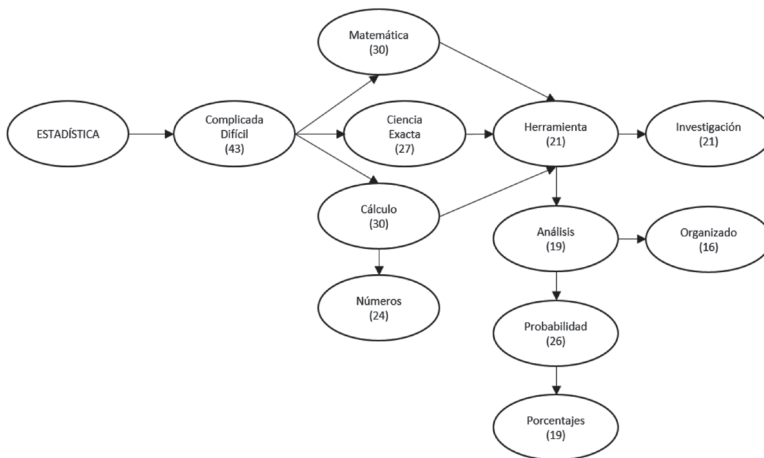 Matemática
(30)
ESTADÍSTICA
Complicada
Difícil
(43)
Ciencia
Exacta
(27)
Herramienta
(21)
Investigación
(21)
Cálculo
(30)
Análisis
(19)
Organizado
(16)
Números
(24)
Probabilidad
(26)
Porcentajes
(19)